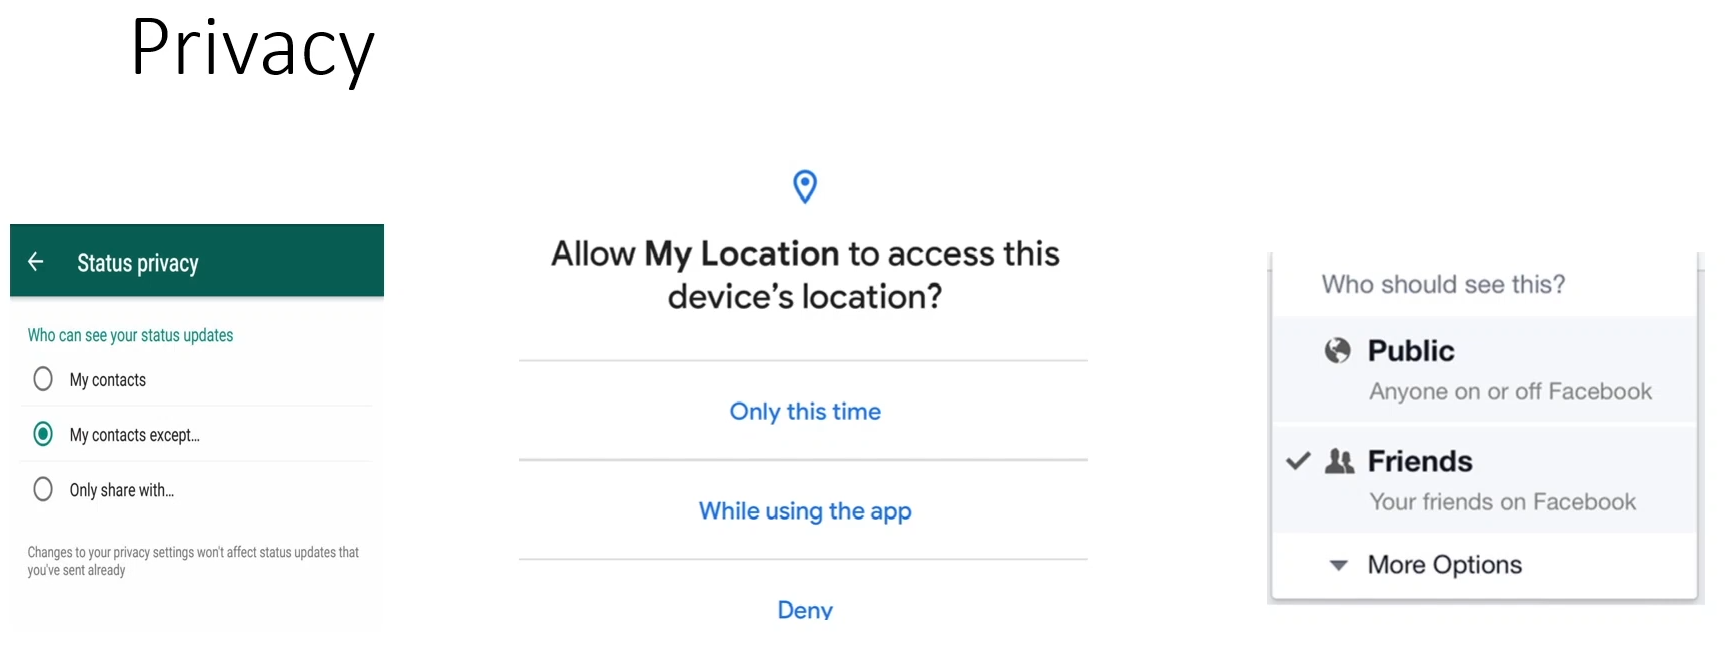 Privacy
Status privacy
Who can see your status updates
My contacts
My contacts except...
Only share with...
Changes to your privacy settings won't affect status updates that
you've sent already
Allow My Location to access this
device's location?
Only this time
While using the app
Deny
Who should see this?
Public
Anyone on or off Facebook
Friends
Your friends on Facebook
More Options